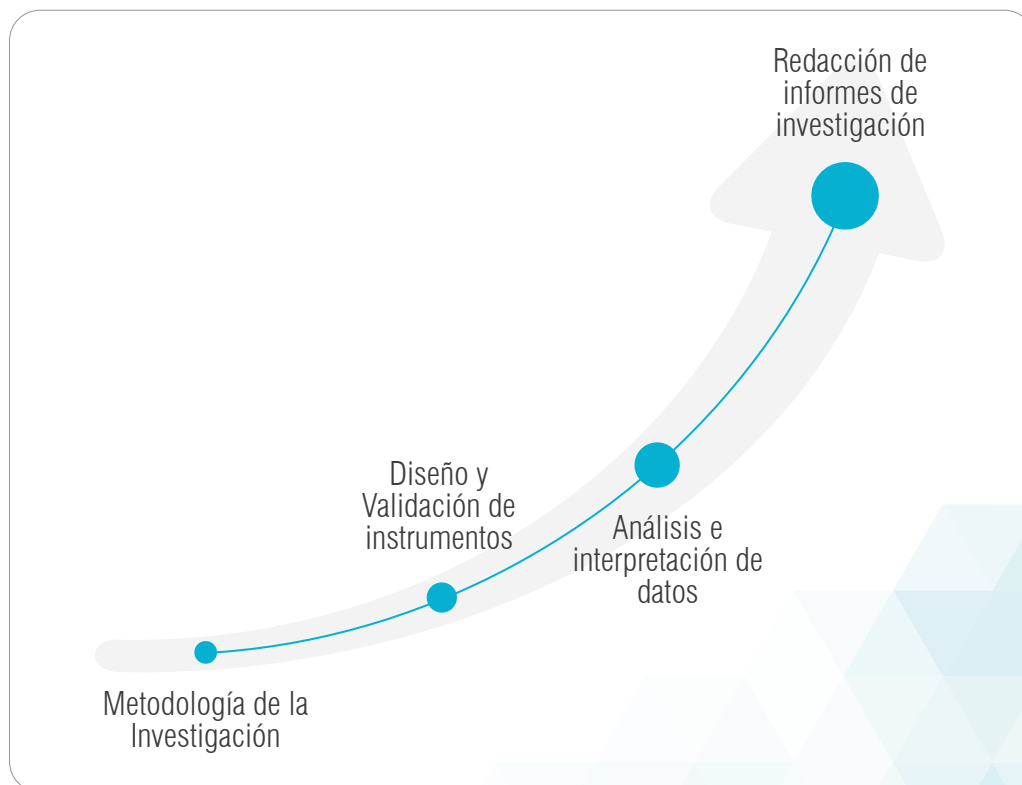 Redacción de
informes de
investigación
Diseño y
Validación de
instrumentos
Análisis e
interpretación de
datos
Metodología de la
Investigación